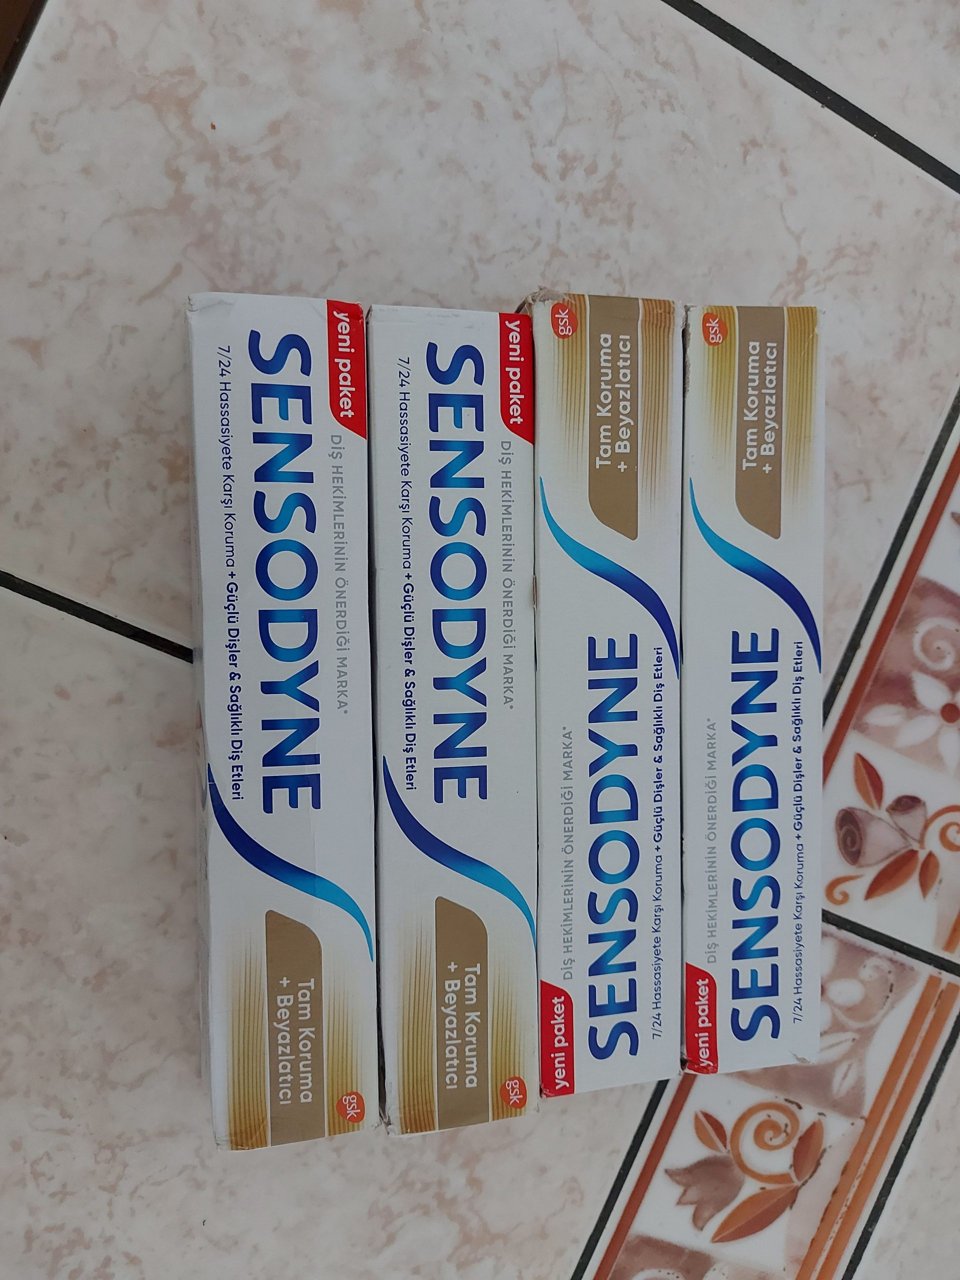 yeni paket
DİŞ HEKİMLERİNİN ÖNERDİĞİ MARKA*
SENSODYNE
7/24 Hassasiyete Karşı Koruma + Güçlü Dişler & Sağlıklı Diş Etleri
Tam Koruma
+ Beyazlatıcı
gsk
yeni paket
DİŞ HEKİMLERİNİN ÖNERDİĞİ MARKA*
SENSODYNE
7/24 Hassasiyete Karşı Koruma + Güçlü Dişler & Sağlıklı Diş Etleri
Tam Koruma
+ Beyazlatıcı
gsk
yeni paket
DİŞ HEKİMLERİNİN ÖNERDİĞİ MARKA*
SENSODYNE
7/24 Hassasiyete Karşı Koruma + Güçlü Dişler & Sağlıklı Diş Etleri
Tam Koruma
+ Beyazlatıcı
gsk
yeni paket
DİŞ HEKİMLERİNİN ÖNERDİĞİ MARKA*
SENSODYNE
7/24 Hassasiyete Karşı Koruma + Güçlü Dişler & Sağlıklı Diş Etleri
Tam Koruma
+ Beyazlatıcı
gsk